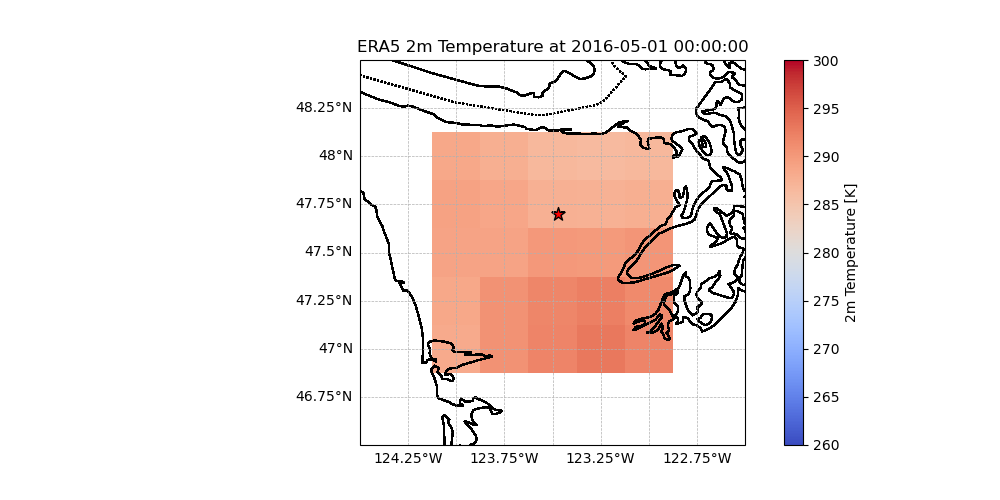 ERA5 2m Temperature at 2016-05-01 00:00:00
48.25°N
48°N
47.75°N
47.5°N
47.25°N
47°N
46.75°N
124.25°W
123.75°W
123.25°W
122.75°W
300
295
290
285
280
275
270
265
260
2m Temperature [K]